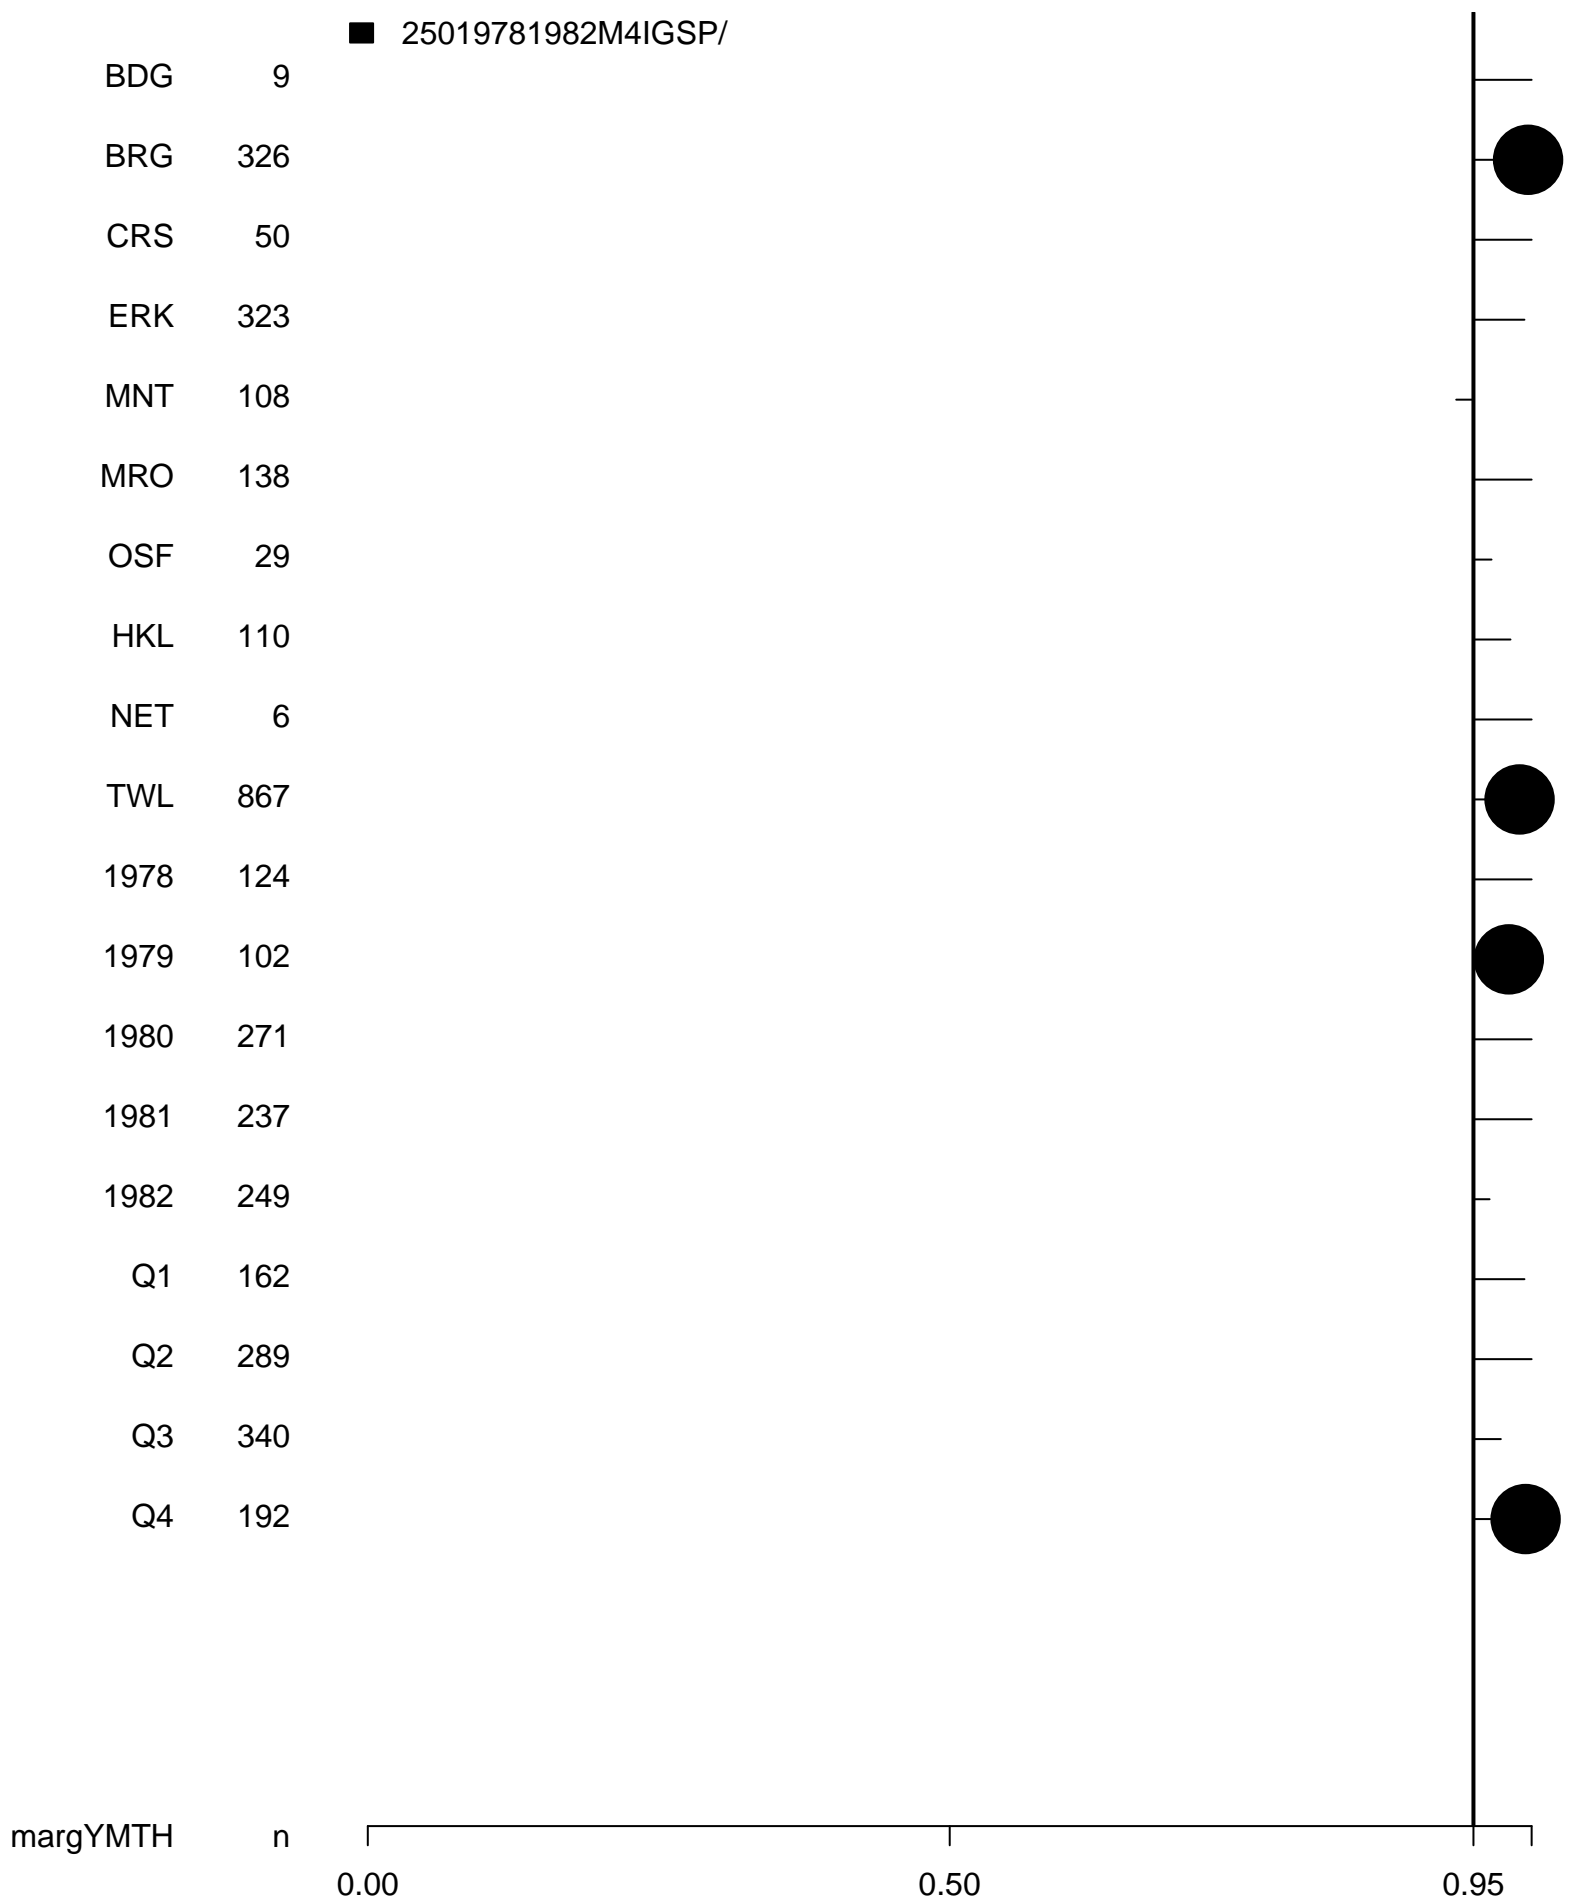 25019781982M4IGSP/
BDG 9
BRG 326
CRS 50
ERK 323
MNT 108
MRO 138
OSF 29
HKL 110
NET 6
TWL 867
1978 124
1979 102
1980 271
1981 237
1982 249
Q1 162
Q2 289
Q3 340
Q4 192
margYMTH n
0.00 0.50 0.95